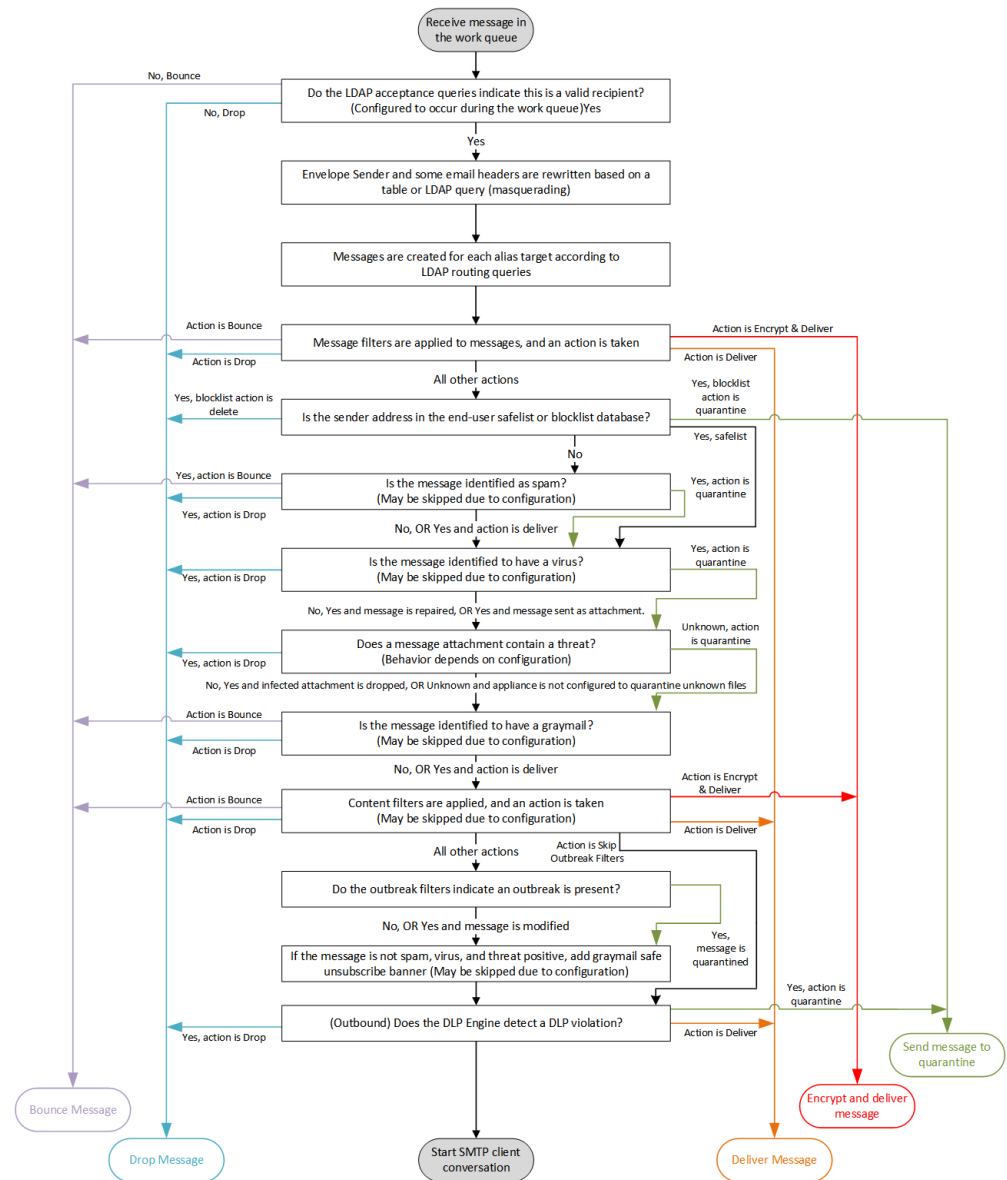 Receive message in
the work queue
No, Bounce
Do the LDAP acceptance queries indicate this is a valid recipient?
(Configured to occur during the work queue)Yes
No, Drop
Yes
Envelope Sender and some email headers are rewritten based on a
table or LDAP query (masquerading)
Messages are created for each alias target according to
LDAP routing queries
Action is Bounce
Action is Encrypt & Deliver
Message filters are applied to messages, and an action is taken
Action is Drop
Action is Deliver
All other actions
Yes, blocklist action is
delete
Yes, blocklist
action is
quarantine
Is the sender address in the end-user safelist or blocklist database?
Yes, safelist
No
Yes, action is Bounce
Is the message identified as spam?
(May be skipped due to configuration)
Yes, action is
quarantine
Yes, action is Drop
No, OR Yes and action is deliver
Is the message identified to have a virus?
(May be skipped due to configuration)
Yes, action is
quarantine
Yes, action is Drop
No, Yes and message is repaired, OR Yes and message sent as attachment.
Does a message attachment contain a threat?
(Behavior depends on configuration)
Unknown, action
is quarantine
Yes, action is Drop
No, Yes and infected attachment is dropped, OR Unknown and appliance is not configured to quarantine unknown files
Action is Bounce
Is the message identified to have a graymail?
(May be skipped due to configuration)
Action is Drop
No, OR Yes and action is deliver
Action is Encrypt
& Deliver
Action is Bounce
Content filters are applied, and an action is taken
(May be skipped due to configuration)
Action is Drop
Action is Deliver
All other actions
Action is Skip
Outbreak Filters
Do the outbreak filters indicate an outbreak is present?
No, OR Yes and message is modified
Yes,
message is
quarantined
If the message is not spam, virus, and threat positive, add graymail safe
unsubscribe banner (May be skipped due to configuration)
Yes, action is
quarantine
(Outbound) Does the DLP Engine detect a DLP violation?
Yes, action is Drop
Action is Deliver
Send message to
quarantine
Bounce Message
Encrypt and deliver
message
Drop Message
Start SMTP client
conversation
Deliver Message